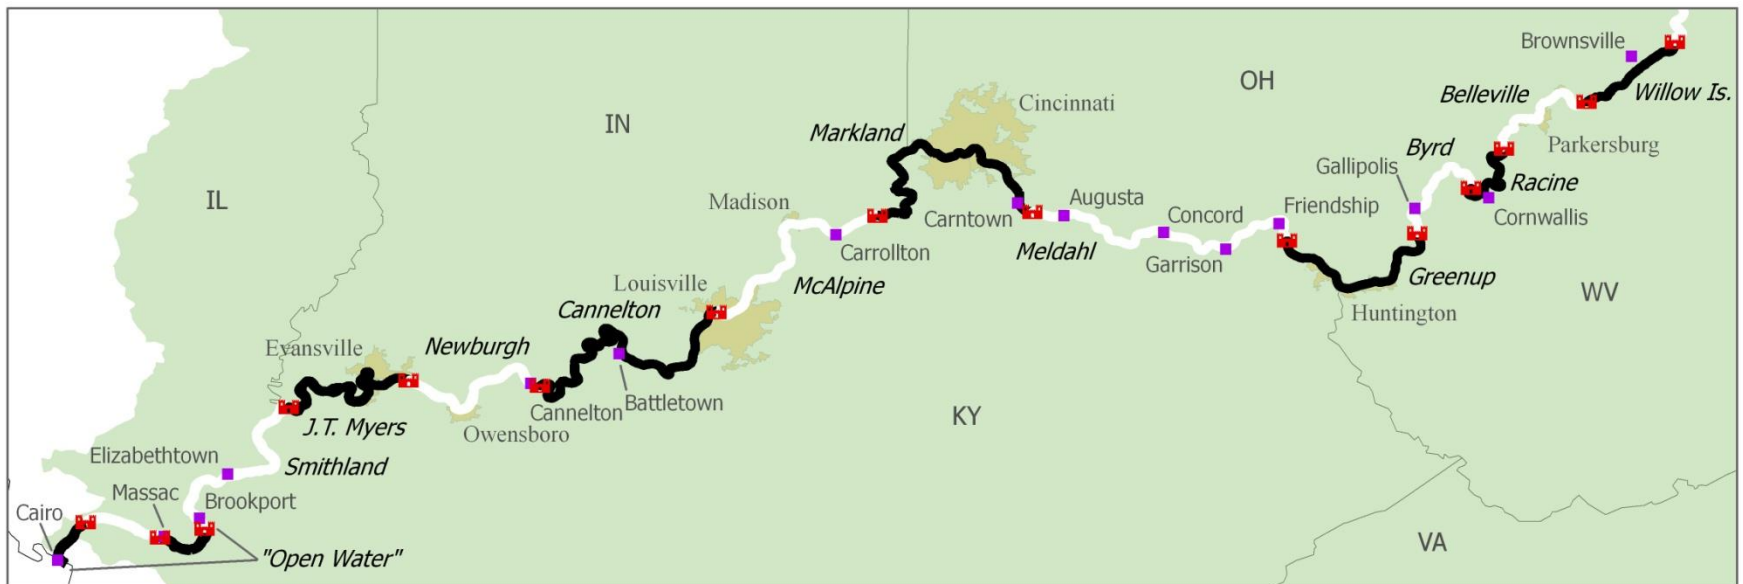 Brownsville
OH
Willow Is.
Belleville
Cincinnati
IN
Markland
Byrd
Parkersburg
Gallipolis
Racine
IL
Madison
Augusta
Concord
Friendship
Cornwallis
Carntown
Carrollton
Meldahl
Garrison
Greenup
WV
Louisville
McAlpine
Cannelton
Huntington
Evansville
Newburgh
Cannelton
Battletown
KY
J.T. Myers
Owensboro
Elizabethtown
Smithland
Massac
Brookport
Cairo
"Open Water"
VA